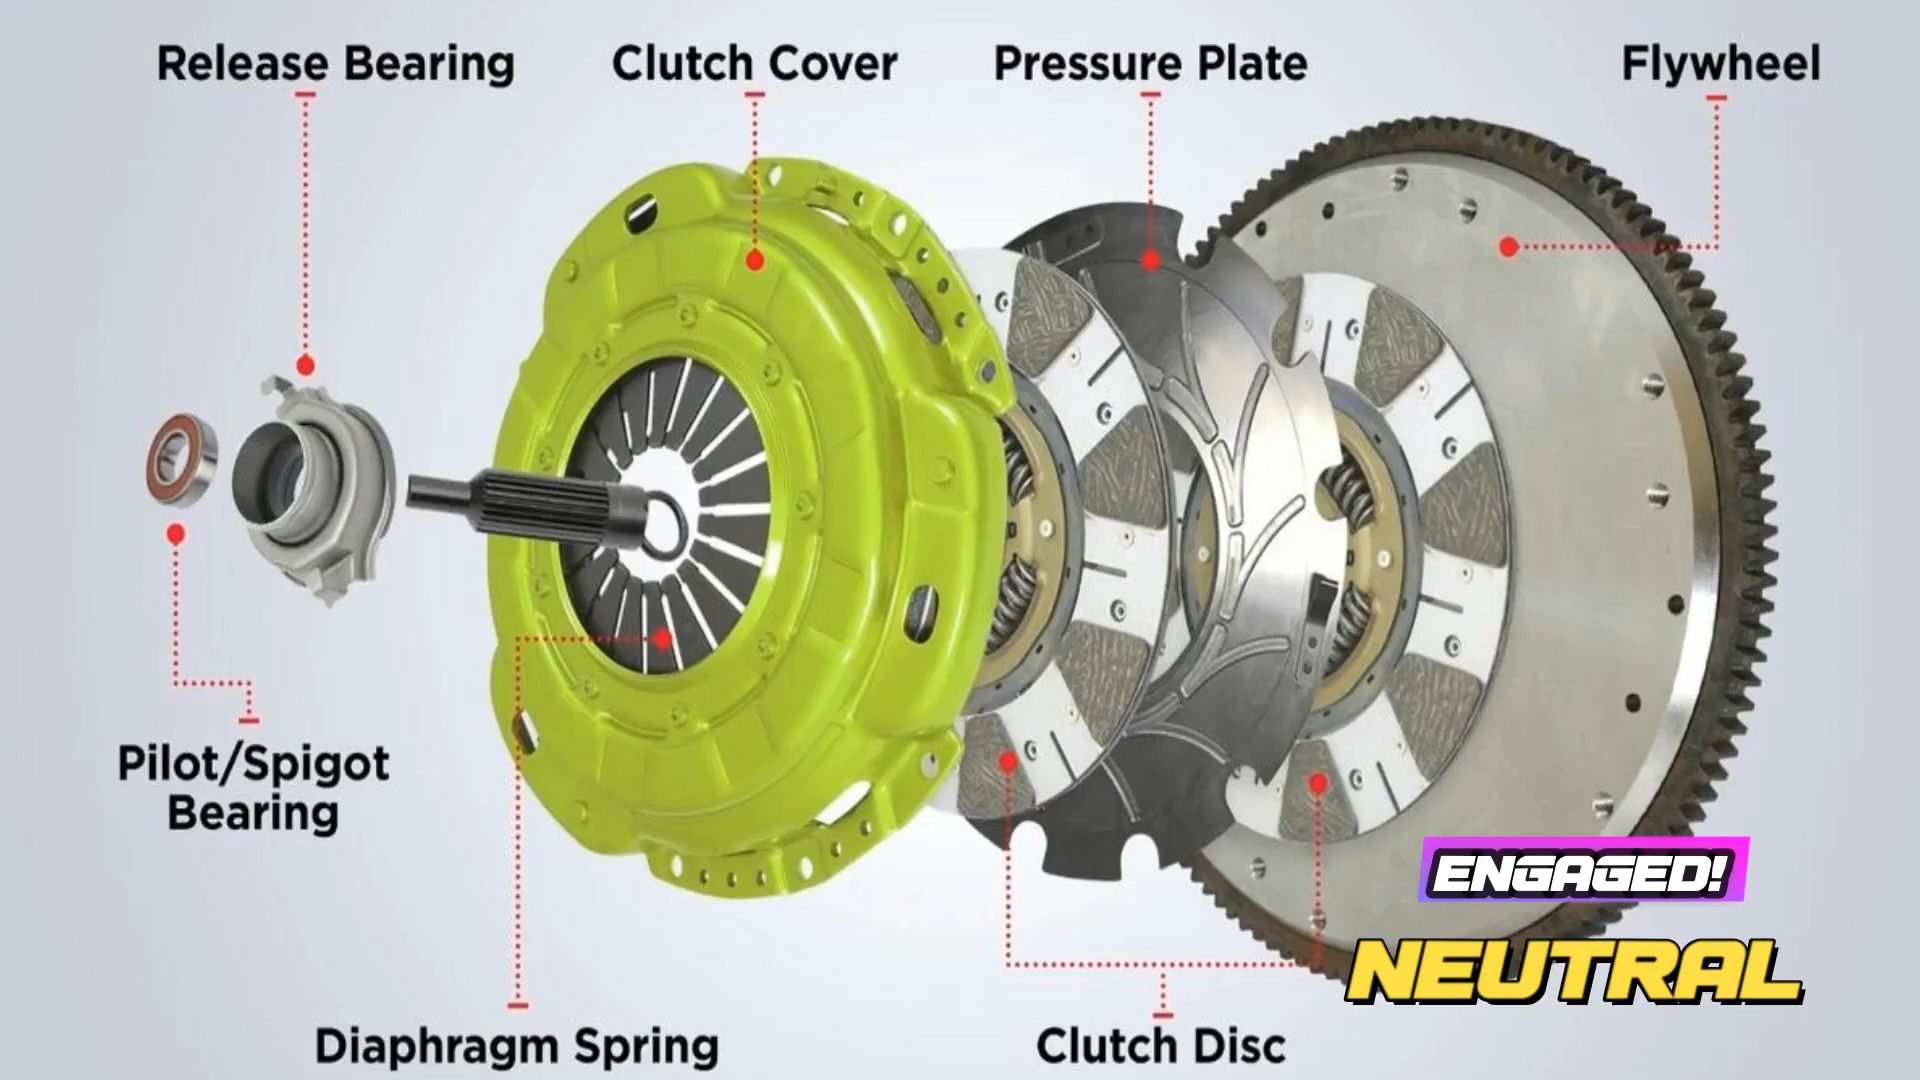 Release Bearing
Clutch Cover
Pressure Plate
Flywheel
Pilot/Spigot
Bearing
ENGAGED!
NEUTRAL
Diaphragm Spring
Clutch Disc